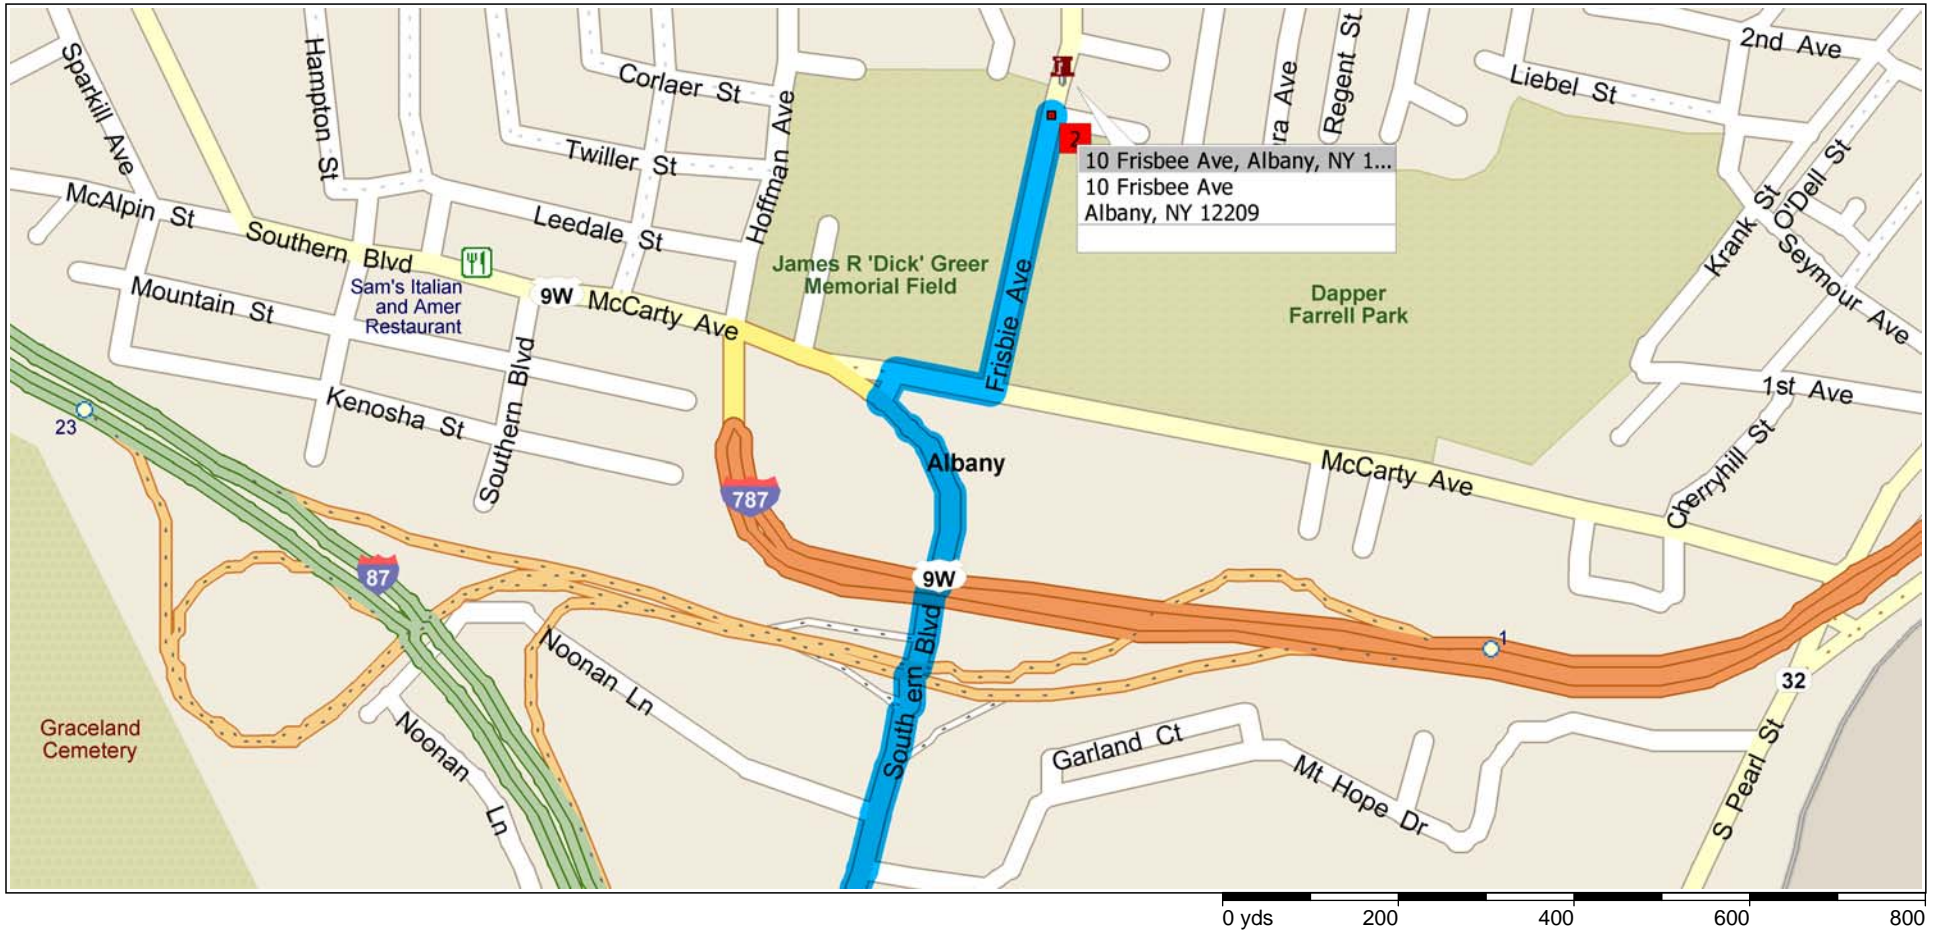 Sparkill Ave
Hampton St
Corlaer St
Hoffman Ave
Regent St
2nd Ave
Liebel St
Twiller St
2
10 Frisbee Ave, Albany, NY 1...
10 Frisbee Ave
Albany, NY 12209
McAlpin St
Southern Blvd
Leedale St
Krank St
O'Dell St
Seymour Ave
James R 'Dick' Greer
Memorial Field
Frisbie Ave
Dapper
Farrell Park
Mountain St
Sam's Italian
and Amer
Restaurant
9W
McCarty Ave
Southern Blvd
1st Ave
23
Kenosha St
Albany
McCarty Ave
Cherryhill St
787
87
9W
1
Southern Blvd
Noonan Ln
32
Graceland
Cemetery
Noonan Ln
Garland Ct
Mt Hope Dr
S Pearl St
0 yds 200 400 600 800